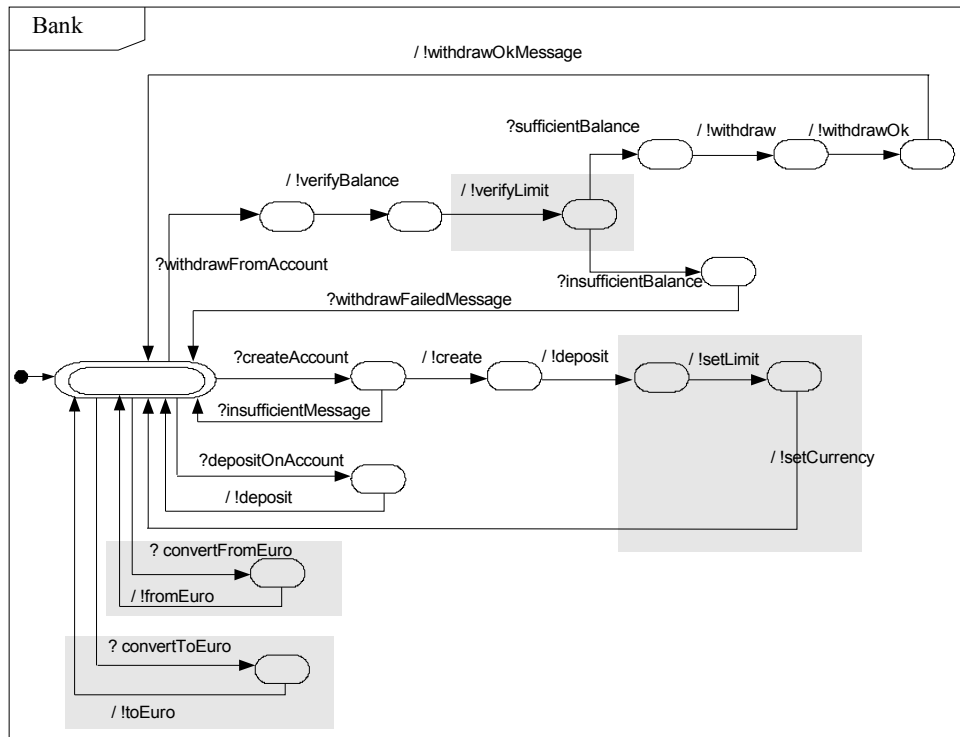 Bank
/ !withdrawOkMessage
?sufficientBalance
/ !withdraw
/ !withdrawOk
/ !verifyBalance
/ !verifyLimit
?withdrawFromAccount
?insufficientBalance
?withdrawFailedMessage
?createAccount
/ !create
/ !deposit
/ !setLimit
?insufficientMessage
/ !setCurrency
?depositOnAccount
/ !deposit
? convertFromEuro
/ !fromEuro
? convertToEuro
/ !toEuro